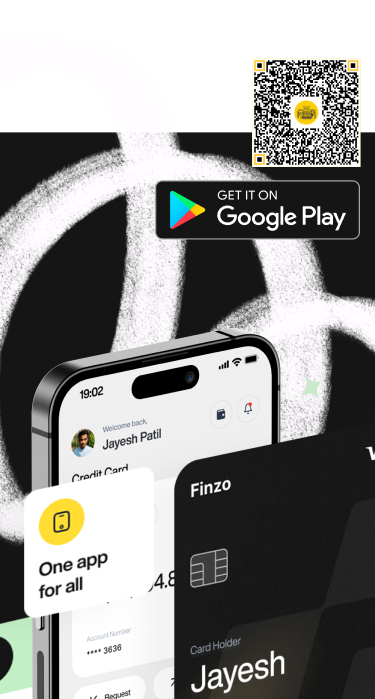 GET IT ON
Google Play
19:02
Welcome back,
Jayesh Patil
Credit Card
Finzo
One app
for all
4.8
Account Number
•••• 3636
Card Holder
Jayesh
Request